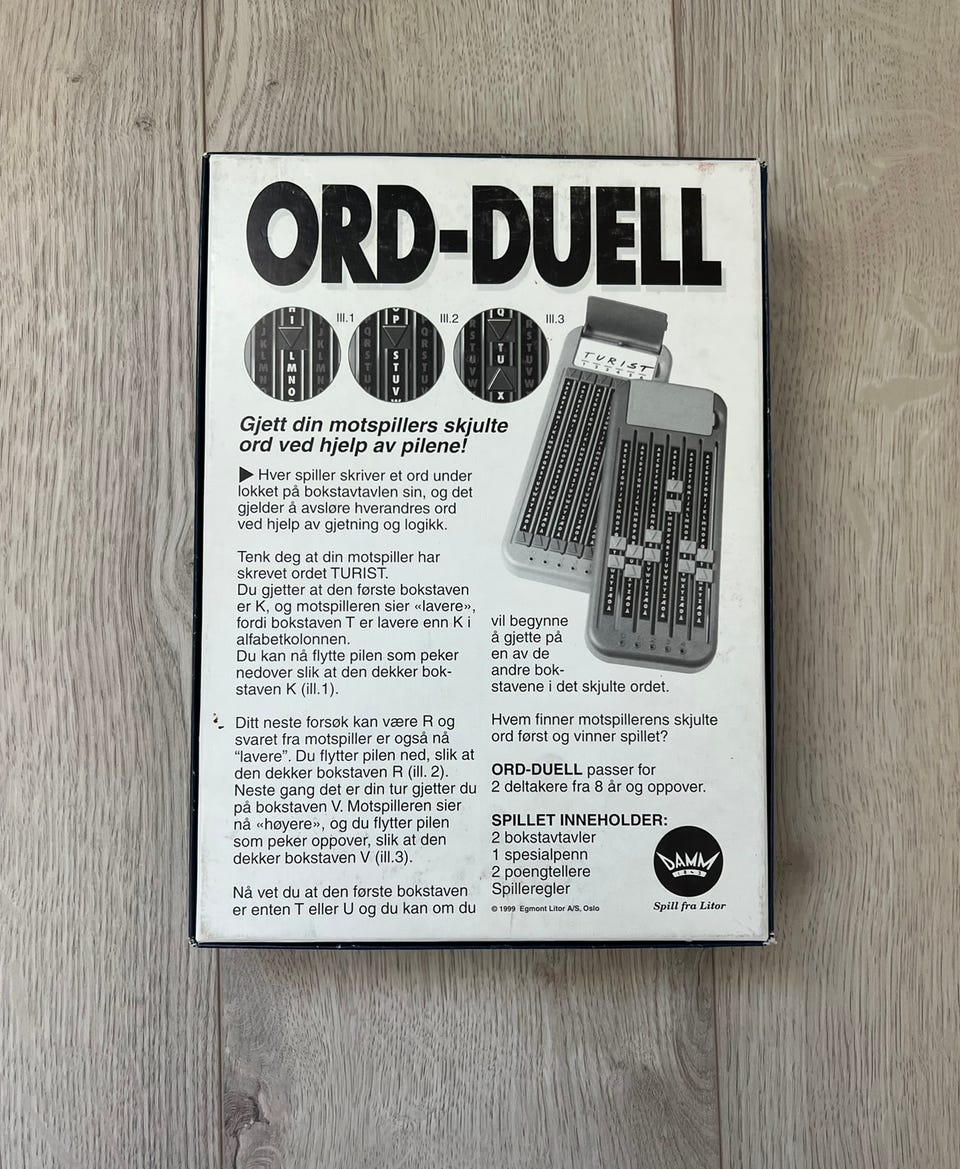 ORD-DUELL
Ill.1
Ill.2
Ill.3
TURIST
Gjett din motspillers skjulte
ord ved hjelp av pilene!
Hver spiller skriver et ord under
lokket på bokstavtavlen sin, og det
gjelder å avsløre hverandres ord
ved hjelp av gjetning og logikk.
Tenk deg at din motspiller har
skrevet ordet TURIST.
Du gjetter at den første bokstaven
er K, og motspilleren sier «lavere»,
fordi bokstaven T er lavere enn K i
alfabetkolonnen.
Du kan nå flytte pilen som peker
nedover slik at den dekker bok-
staven K (ill.1).
Ditt neste forsøk kan være R og
svaret fra motspiller er også nå
“lavere”. Du flytter pilen ned, slik at
den dekker bokstaven R (ill. 2).
Neste gang det er din tur gjetter du
på bokstaven V. Motspilleren sier
nå «høyere», og du flytter pilen
som peker oppover, slik at den
dekker bokstaven V (ill.3).
Nå vet du at den første bokstaven
er enten T eller U og du kan om du
vil begynne
å gjette på
en av de
andre bok-
stavene i det skjulte ordet.
Hvem finner motspillerens skjulte
ord først og vinner spillet?
ORD-DUELL passer for
2 deltakere fra 8 år og oppover.
SPILLET INNEHOLDER:
2 bokstavtavler
1 spesialpenn
2 poengtellere
Spilleregler
© 1999 Egmont Litor A/S, Oslo
DAMM
1843
Spill fra Litor